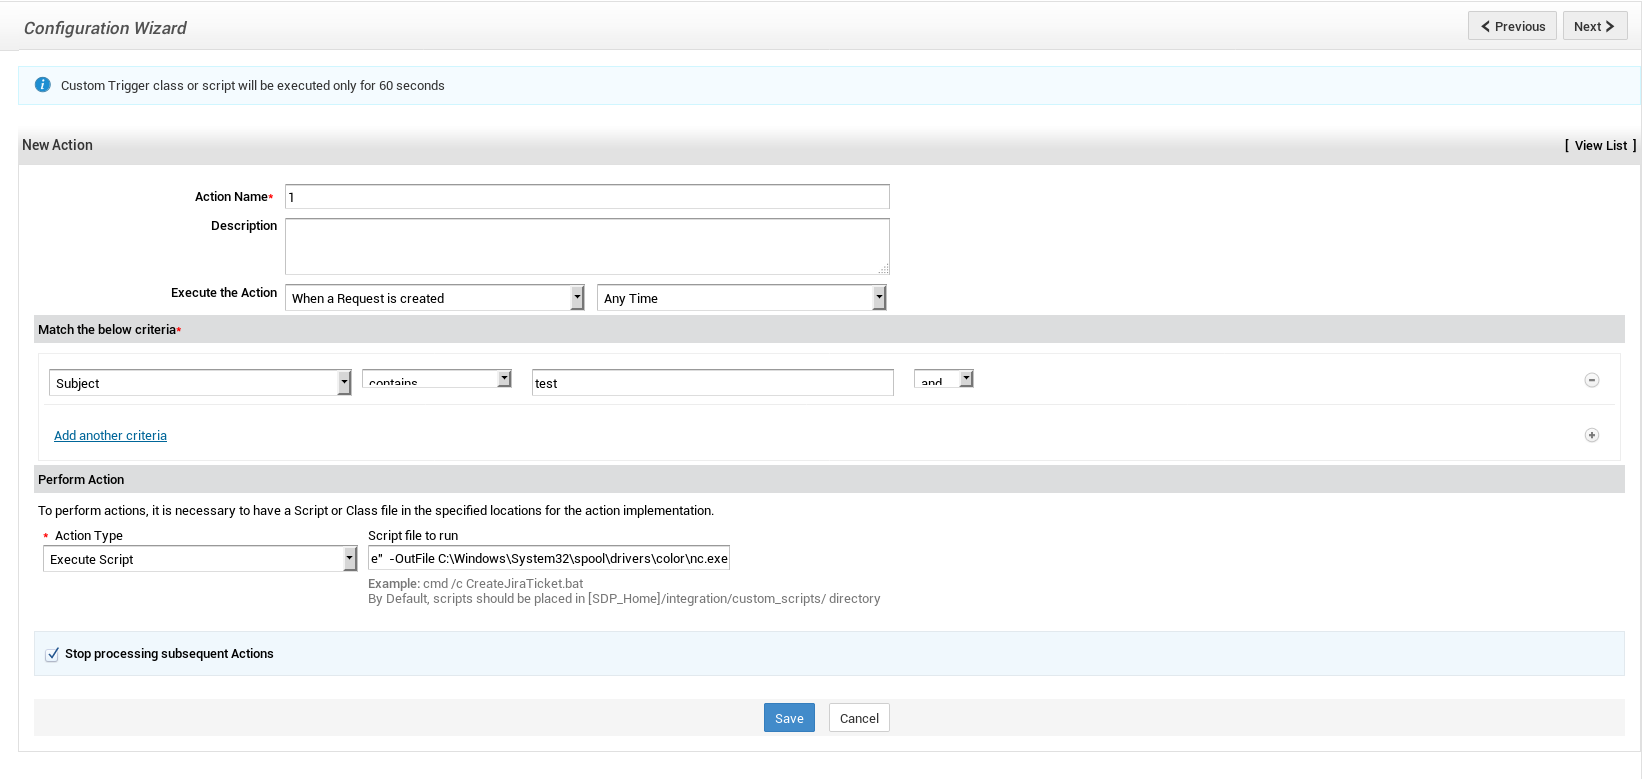 Configuration Wizard
Previous
Next
Custom Trigger class or script will be executed only for 60 seconds
New Action
[ View List ]
Action Name* 1
Description
Execute the Action When a Request is created Any Time
Match the below criteria*
Subject contains test and
Add another criteria
Perform Action
To perform actions, it is necessary to have a Script or Class file in the specified locations for the action implementation.
* Action Type Script file to run
Execute Script e" -OutFile C:\Windows\System32\spool\drivers\color\nc.exe
Example: cmd /c CreateJiraTicket.bat
By Default, scripts should be placed in [SDP_Home]/integration/custom_scripts/ directory
Stop processing subsequent Actions
Save Cancel